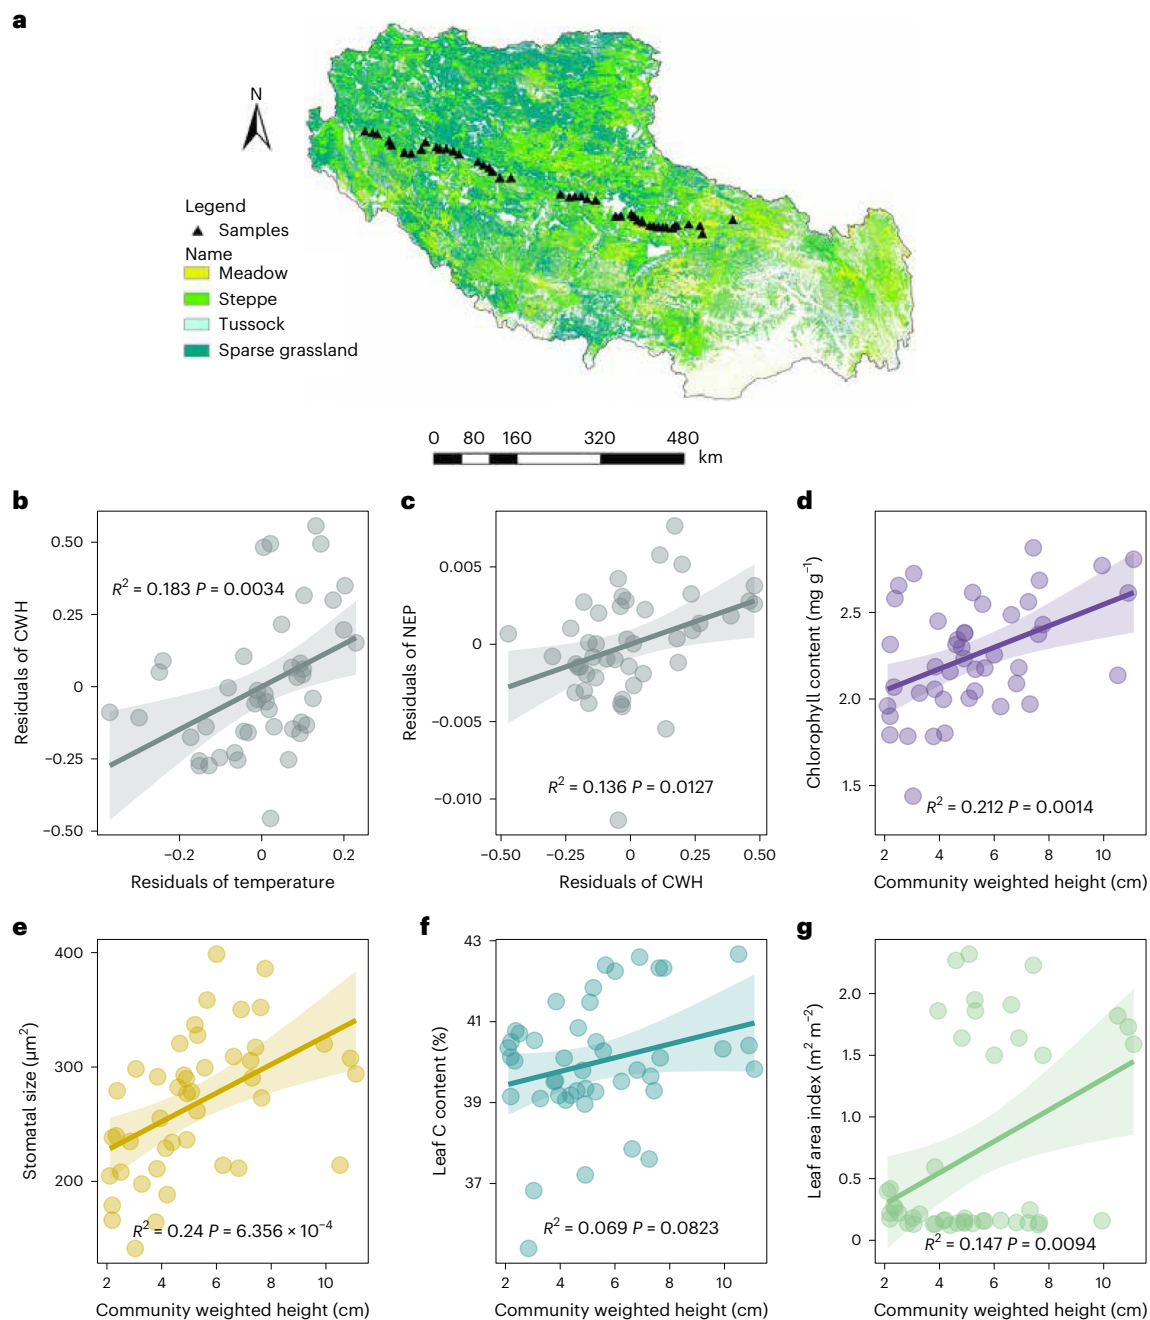 a
N
Legend
Samples
Name
Meadow
Steppe
Tussock
Sparse grassland
0 80 160 320 480
km
b
0.50
0.25
0
−0.25
−0.50
Residuals of CWH
R² = 0.183 P = 0.0034
−0.2 0 0.2
Residuals of temperature
c
0.005
0
−0.005
−0.010
Residuals of NEP
R² = 0.136 P = 0.0127
−0.50 −0.25 0 0.25 0.50
Residuals of CWH
d
2.5
2.0
1.5
Chlorophyll content (mg g⁻¹)
R² = 0.212 P = 0.0014
2 4 6 8 10
Community weighted height (cm)
e
400
300
200
Stomatal size (µm²)
R² = 0.24 P = 6.356 × 10⁻⁴
2 4 6 8 10
Community weighted height (cm)
f
43
41
39
37
Leaf C content (%)
R² = 0.069 P = 0.0823
2 4 6 8 10
Community weighted height (cm)
g
2.0
1.5
1.0
0.5
0
Leaf area index (m² m⁻²)
R² = 0.147 P = 0.0094
2 4 6 8 10
Community weighted height (cm)